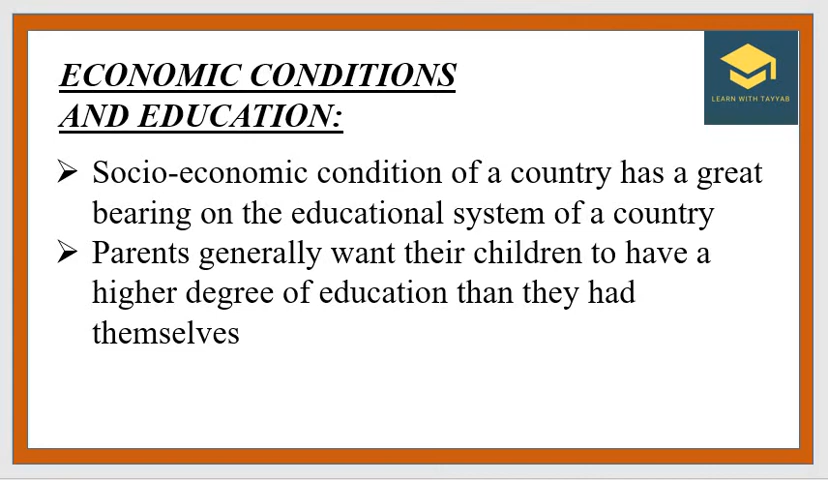 ECONOMIC CONDITIONS
AND EDUCATION:
LEARN WITH TAYYAB
➢ Socio-economic condition of a country has a great
bearing on the educational system of a country
➢ Parents generally want their children to have a
higher degree of education than they had
themselves